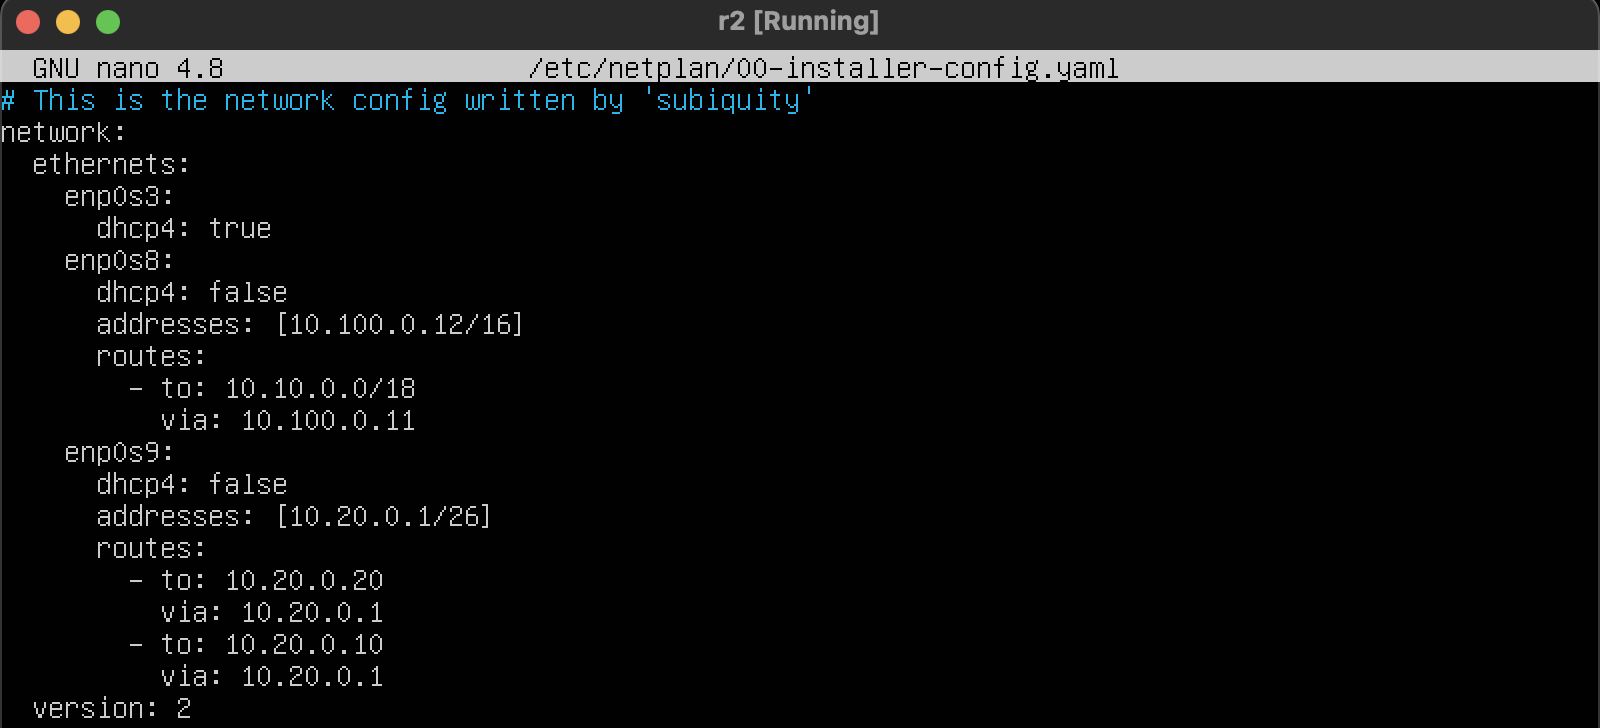 r2 [Running]
GNU nano 4.8 /etc/netplan/00-installer-config.yaml
# This is the network config written by 'subiquity'
network:
  ethernets:
    enp0s3:
      dhcp4: true
    enp0s8:
      dhcp4: false
      addresses: [10.100.0.12/16]
      routes:
        - to: 10.10.0.0/18
          via: 10.100.0.11
    enp0s9:
      dhcp4: false
      addresses: [10.20.0.1/26]
      routes:
        - to: 10.20.0.20
          via: 10.20.0.1
        - to: 10.20.0.10
          via: 10.20.0.1
  version: 2